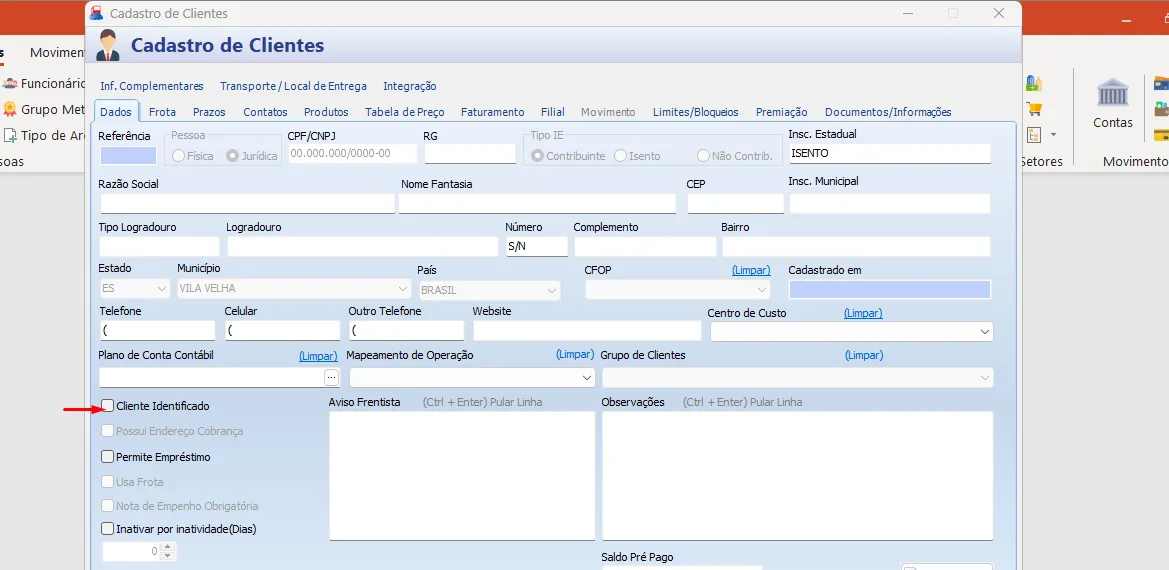 Cadastro de Clientes
Cadastro de Clientes
s
Movimen
Funcionário
Grupo Met
Tipo de Ar
soas
Contas
Setores
Movimento
Inf. Complementares Transporte / Local de Entrega Integração
Dados Frota Prazos Contatos Produtos Tabela de Preço Faturamento Filial Movimento Limites/Bloqueios Premiação Documentos/Informações
Referência Pessoa CPF/CNPJ RG Tipo IE Insc. Estadual
Física Jurídica 00.000.000/0000-00 Contribuinte Isento Não Contrib. ISENTO
Razão Social Nome Fantasia CEP Insc. Municipal
Tipo Logradouro Logradouro Número Complemento Bairro
S/N
Estado Município País CFOP (Limpar) Cadastrado em
ES VILA VELHA BRASIL
Telefone Celular Outro Telefone Website Centro de Custo (Limpar)
( ( (
Plano de Conta Contábil (Limpar) Mapeamento de Operação (Limpar) Grupo de Clientes (Limpar)
...
Cliente Identificado Aviso Frentista (Ctrl + Enter) Pular Linha Observações (Ctrl + Enter) Pular Linha
Possui Endereço Cobrança
Permite Empréstimo
Usa Frota
Nota de Empenho Obrigatória
Inativar por inatividade(Dias)
0
Saldo Pré Pago